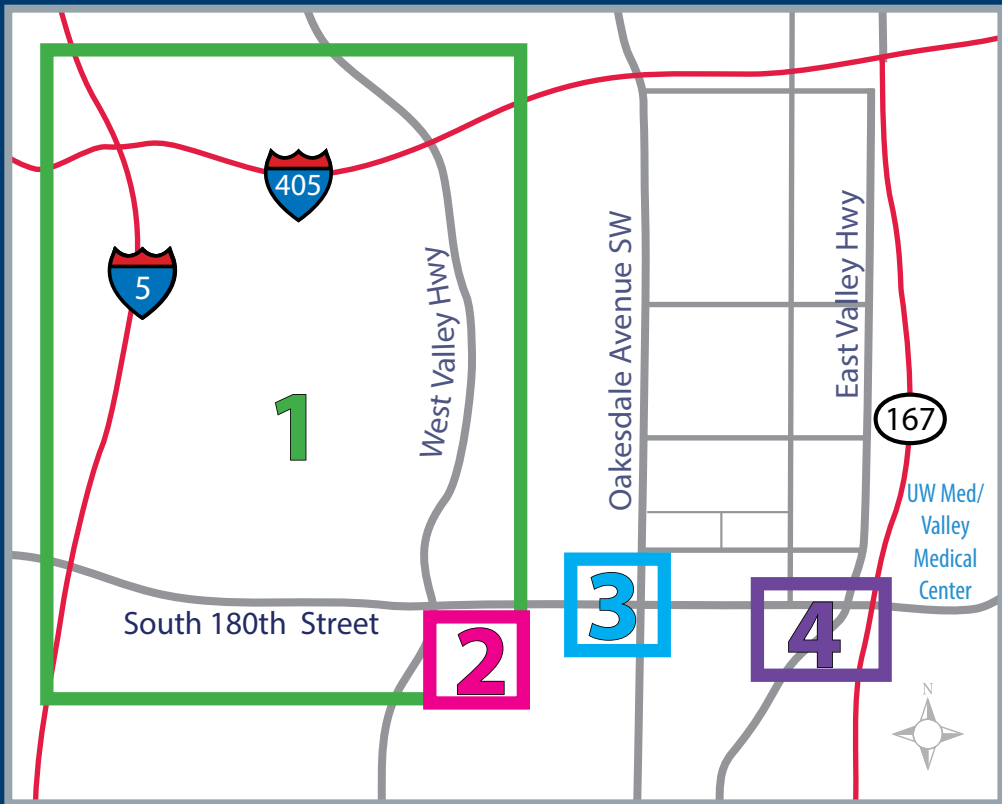 405
5
West Valley Hwy
Oakesdale Avenue SW
East Valley Hwy
1
167
UW Med/
Valley
Medical
Center
South 180th Street
2
3
4
N